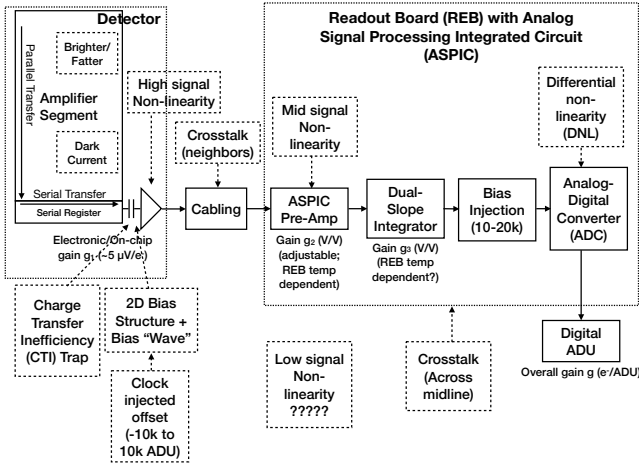 Detector
Readout Board (REB) with Analog
Signal Processing Integrated Circuit
(ASPIC)
Parallel Transfer
Brighter/
Fatter
Amplifier
Segment
Dark
Current
Serial Transfer
Serial Register
Electronic/On-chip
gain g₁ (~5 μV/e-)
High signal
Non-linearity
Crosstalk
(neighbors)
Cabling
Mid signal
Non-
linearity
ASPIC
Pre-Amp
Gain g₂ (V/V)
(adjustable;
REB temp
dependent)
Dual-
Slope
Integrator
Gain g₃ (V/V)
(REB temp
dependent?)
Bias
Injection
(10-20k)
Differential
non-
linearity
(DNL)
Analog-
Digital
Converter
(ADC)
Charge
Transfer
Inefficiency
(CTI) Trap
2D Bias
Structure +
Bias “Wave”
Clock
injected
offset
(-10k to
10k ADU)
Low signal
Non-
linearity
?????
Crosstalk
(Across
midline)
Digital
ADU
Overall gain g (e-/ADU)